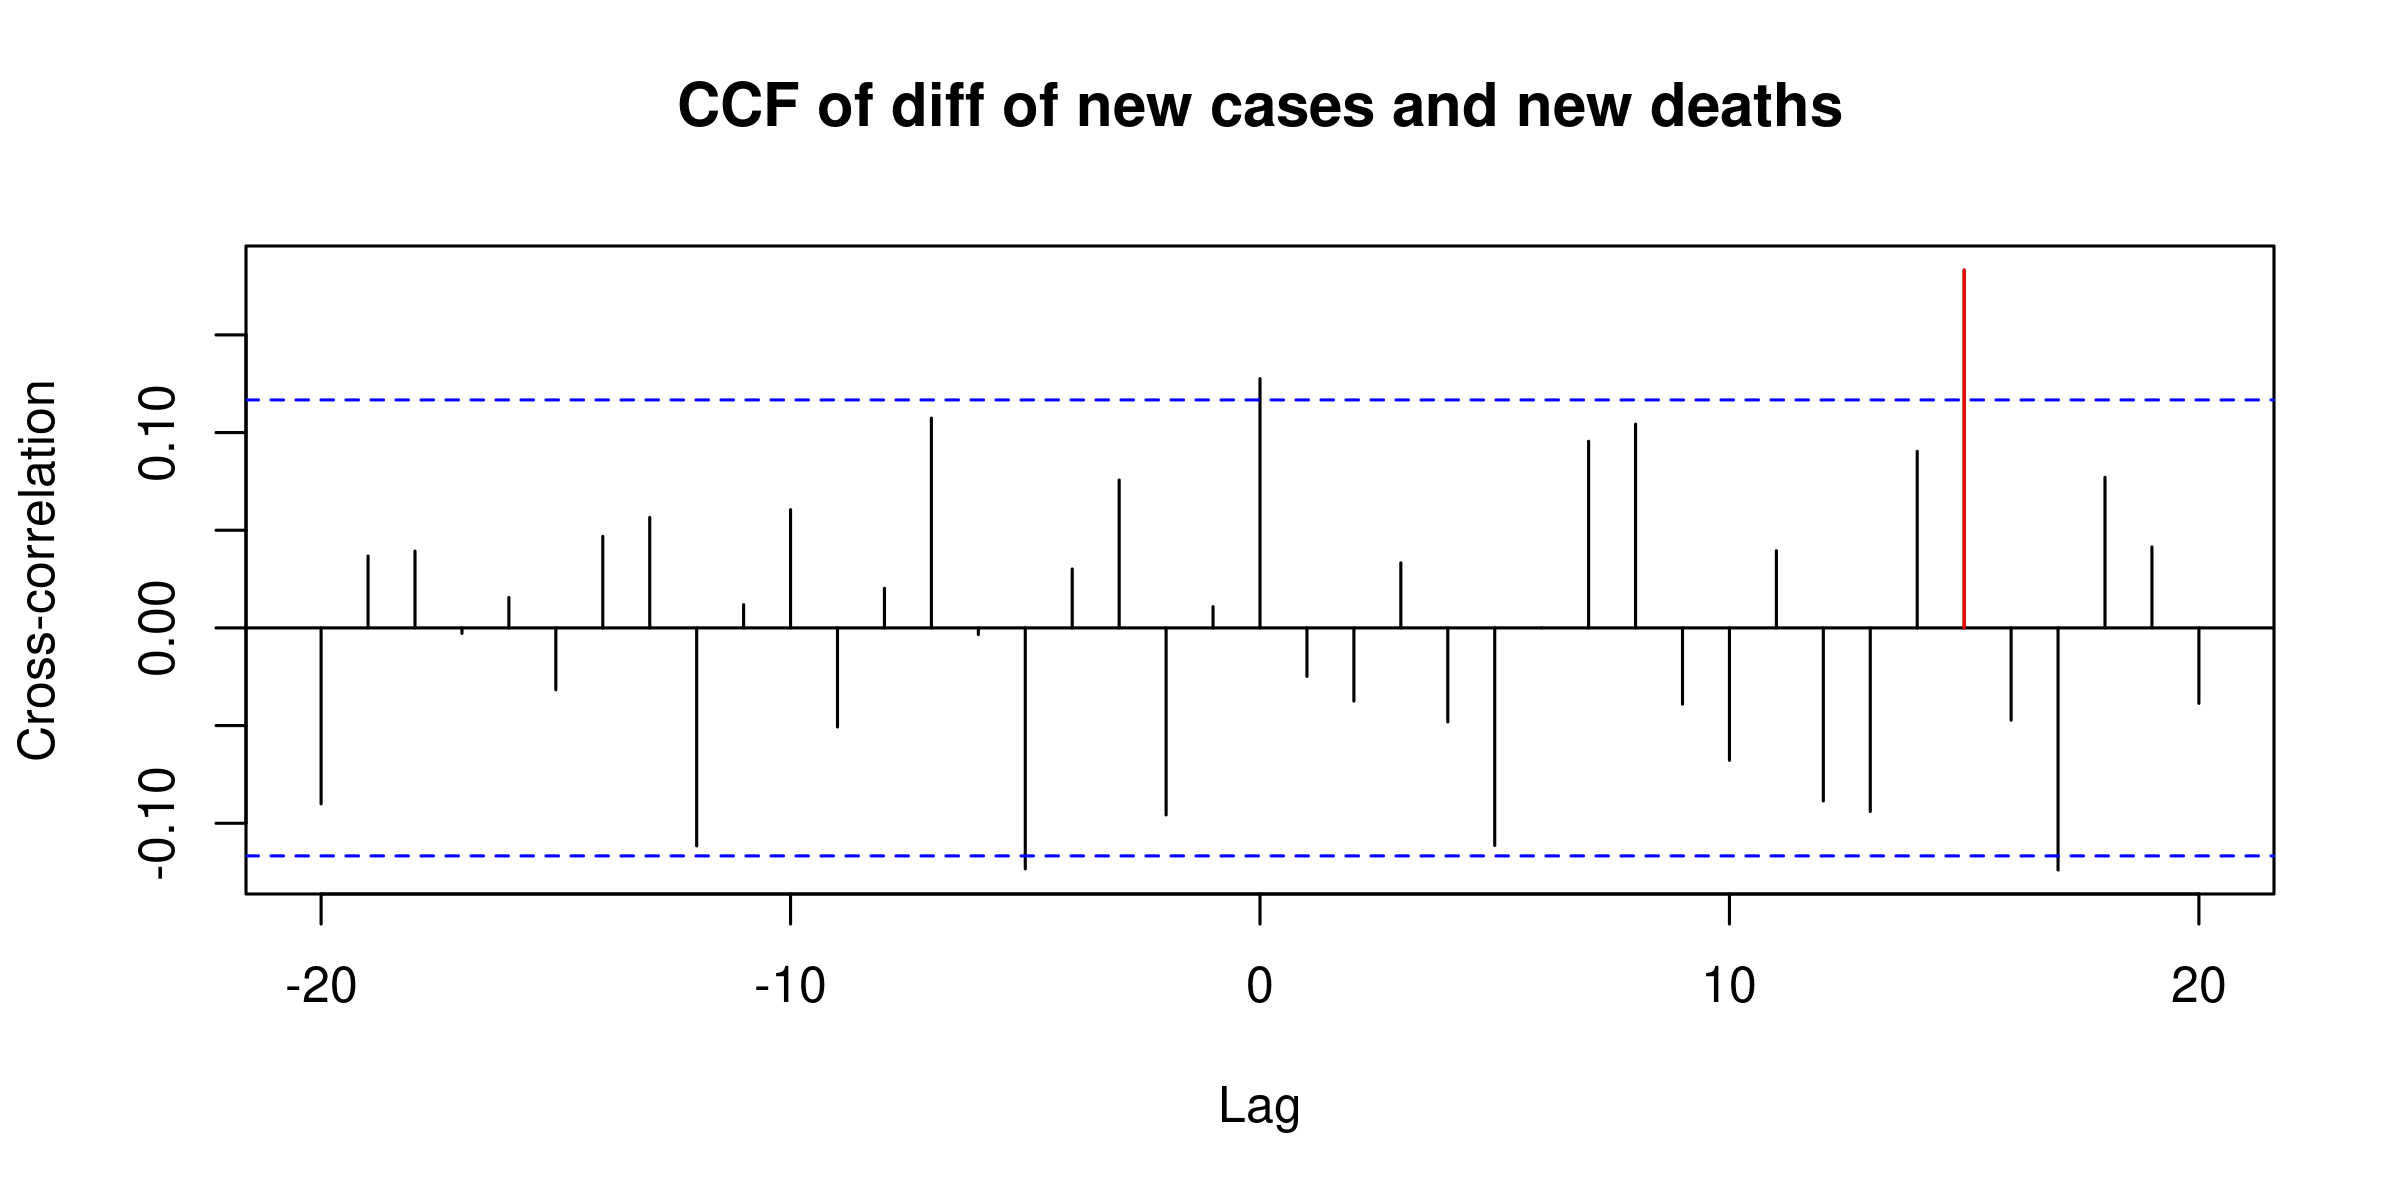 CCF of diff of new cases and new deaths
Cross-correlation
0.10
0.00
-0.10
-20 -10 0 10 20
Lag